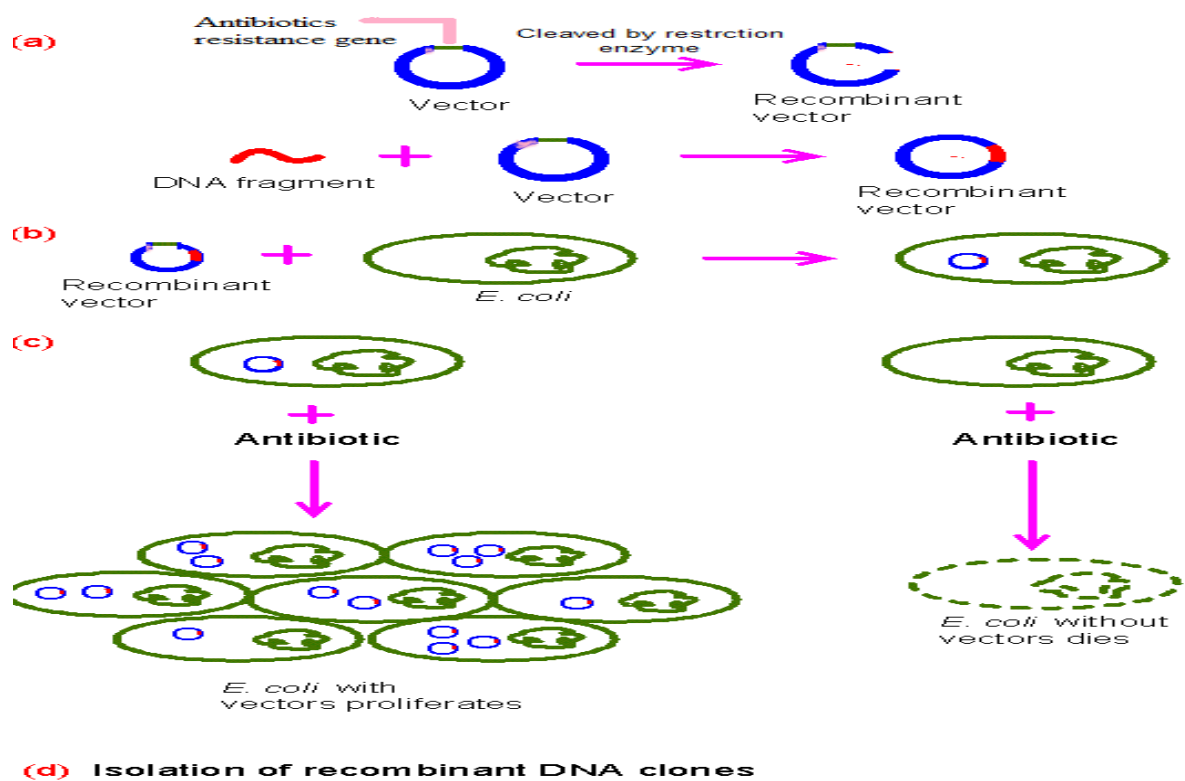 Antibiotics
resistance gene
(a)
Cleaved by restrction
enzyme
Vector
Recombinant
vector
+
DNA fragment
Vector
Recombinant
vector
(b)
+
Recombinant
vector
E. coli
(c)
+
+
Antibiotic
Antibiotic
E. coli without
vectors dies
E. coli with
vectors proliferates
(d) Isolation of recombinant DNA clones